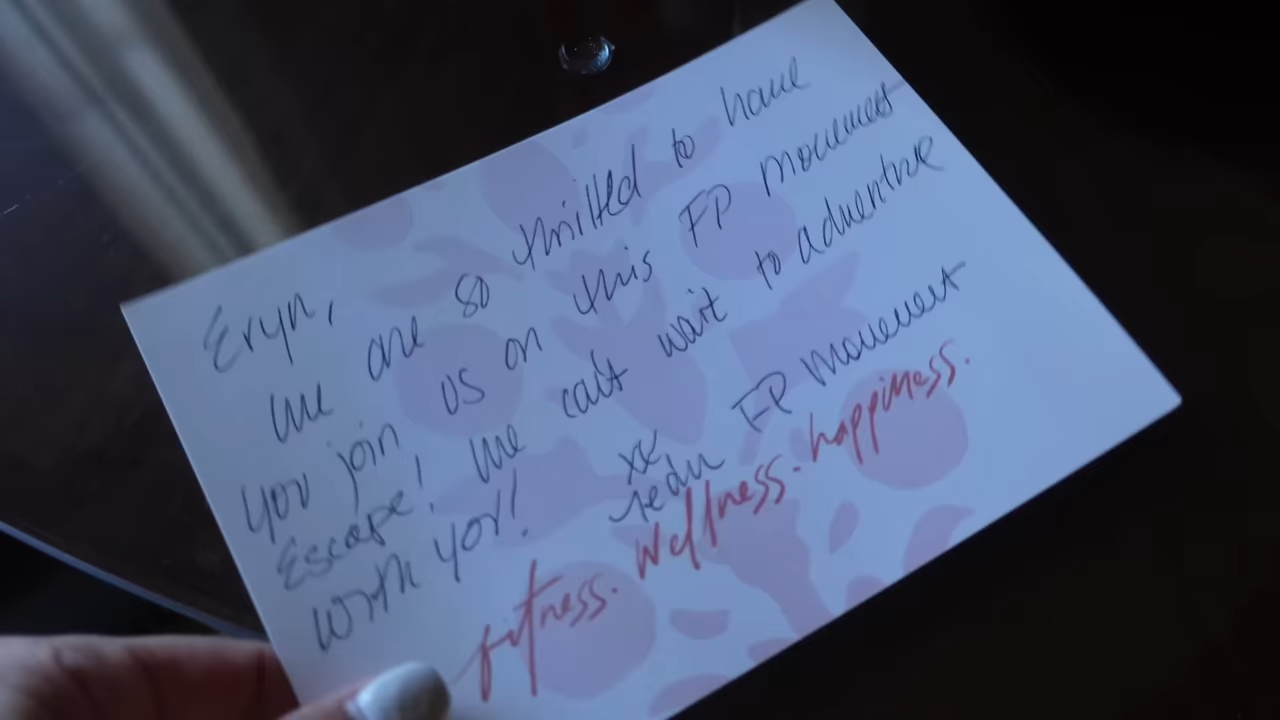 Eryn,
We are so thrilled to have
you join us on this FP Movement
Escape! We can't wait to adventure
with you!
xx FP Movement
fitness. Wellness. happiness.